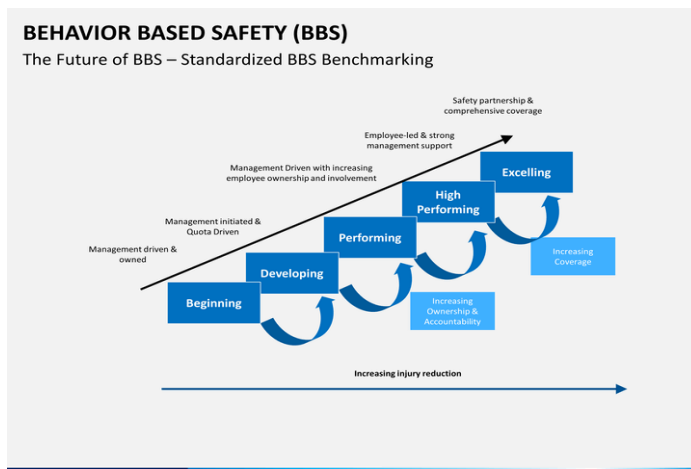 BEHAVIOR BASED SAFETY (BBS)
The Future of BBS – Standardized BBS Benchmarking
Safety partnership &
comprehensive coverage
Employee-led & strong
management support
Management Driven with increasing
employee ownership and involvement
Management initiated &
Quota Driven
Management driven &
owned
Excelling
High
Performing
Performing
Developing
Beginning
Increasing
Coverage
Increasing
Ownership &
Accountability
Increasing injury reduction